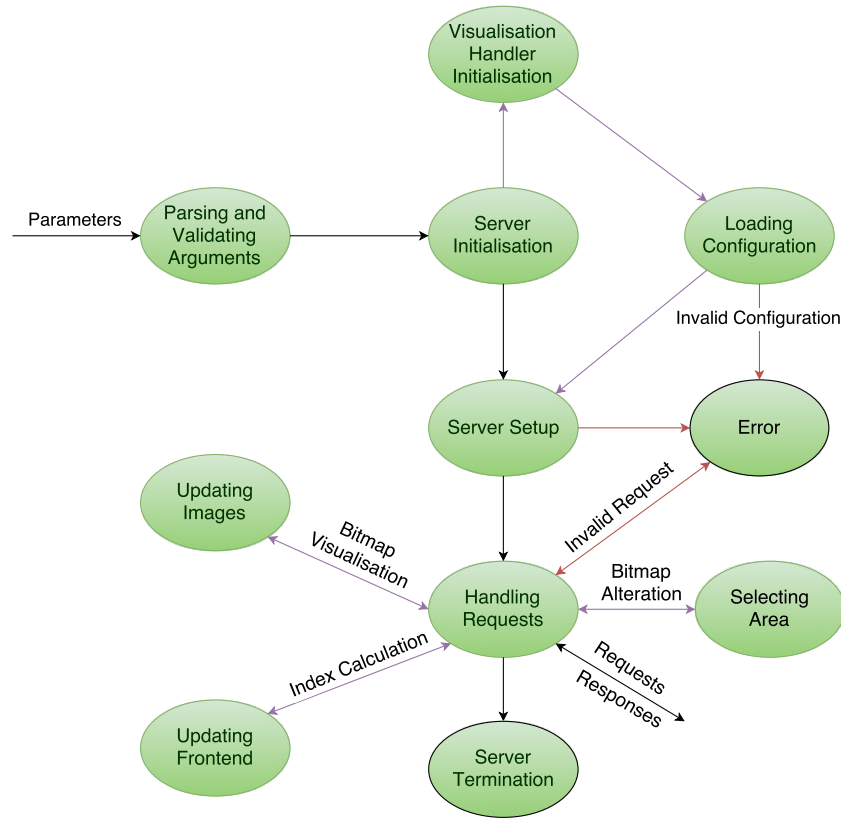 Visualisation
Handler
Initialisation
Parameters
Parsing and
Validating
Arguments
Server
Initialisation
Loading
Configuration
Invalid Configuration
Server Setup
Error
Updating
Images
Bitmap
Visualisation
Invalid Request
Handling
Requests
Bitmap
Alteration
Selecting
Area
Index Calculation
Requests
Responses
Updating
Frontend
Server
Termination